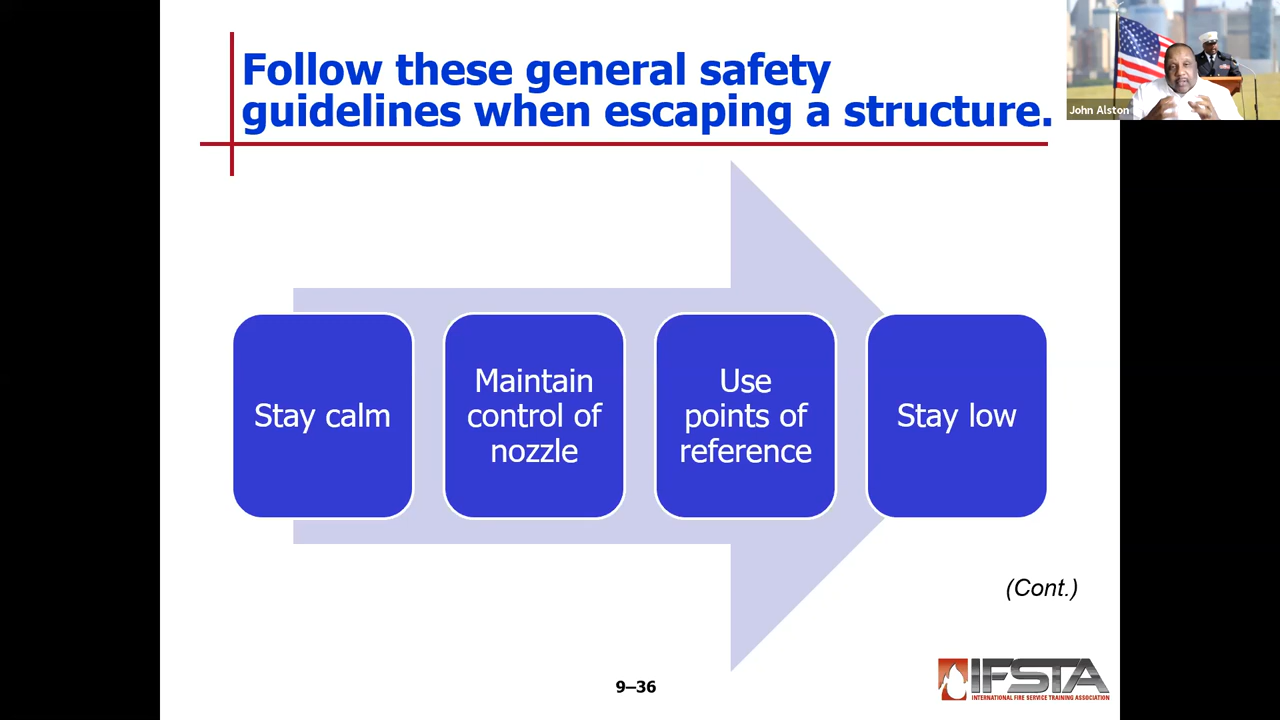 Follow these general safety
guidelines when escaping a structure.
John Alston
Stay calm
Maintain
control of
nozzle
Use
points of
reference
Stay low
(Cont.)
9–36
IFSTA
INTERNATIONAL FIRE SERVICE TRAINING ASSOCIATION